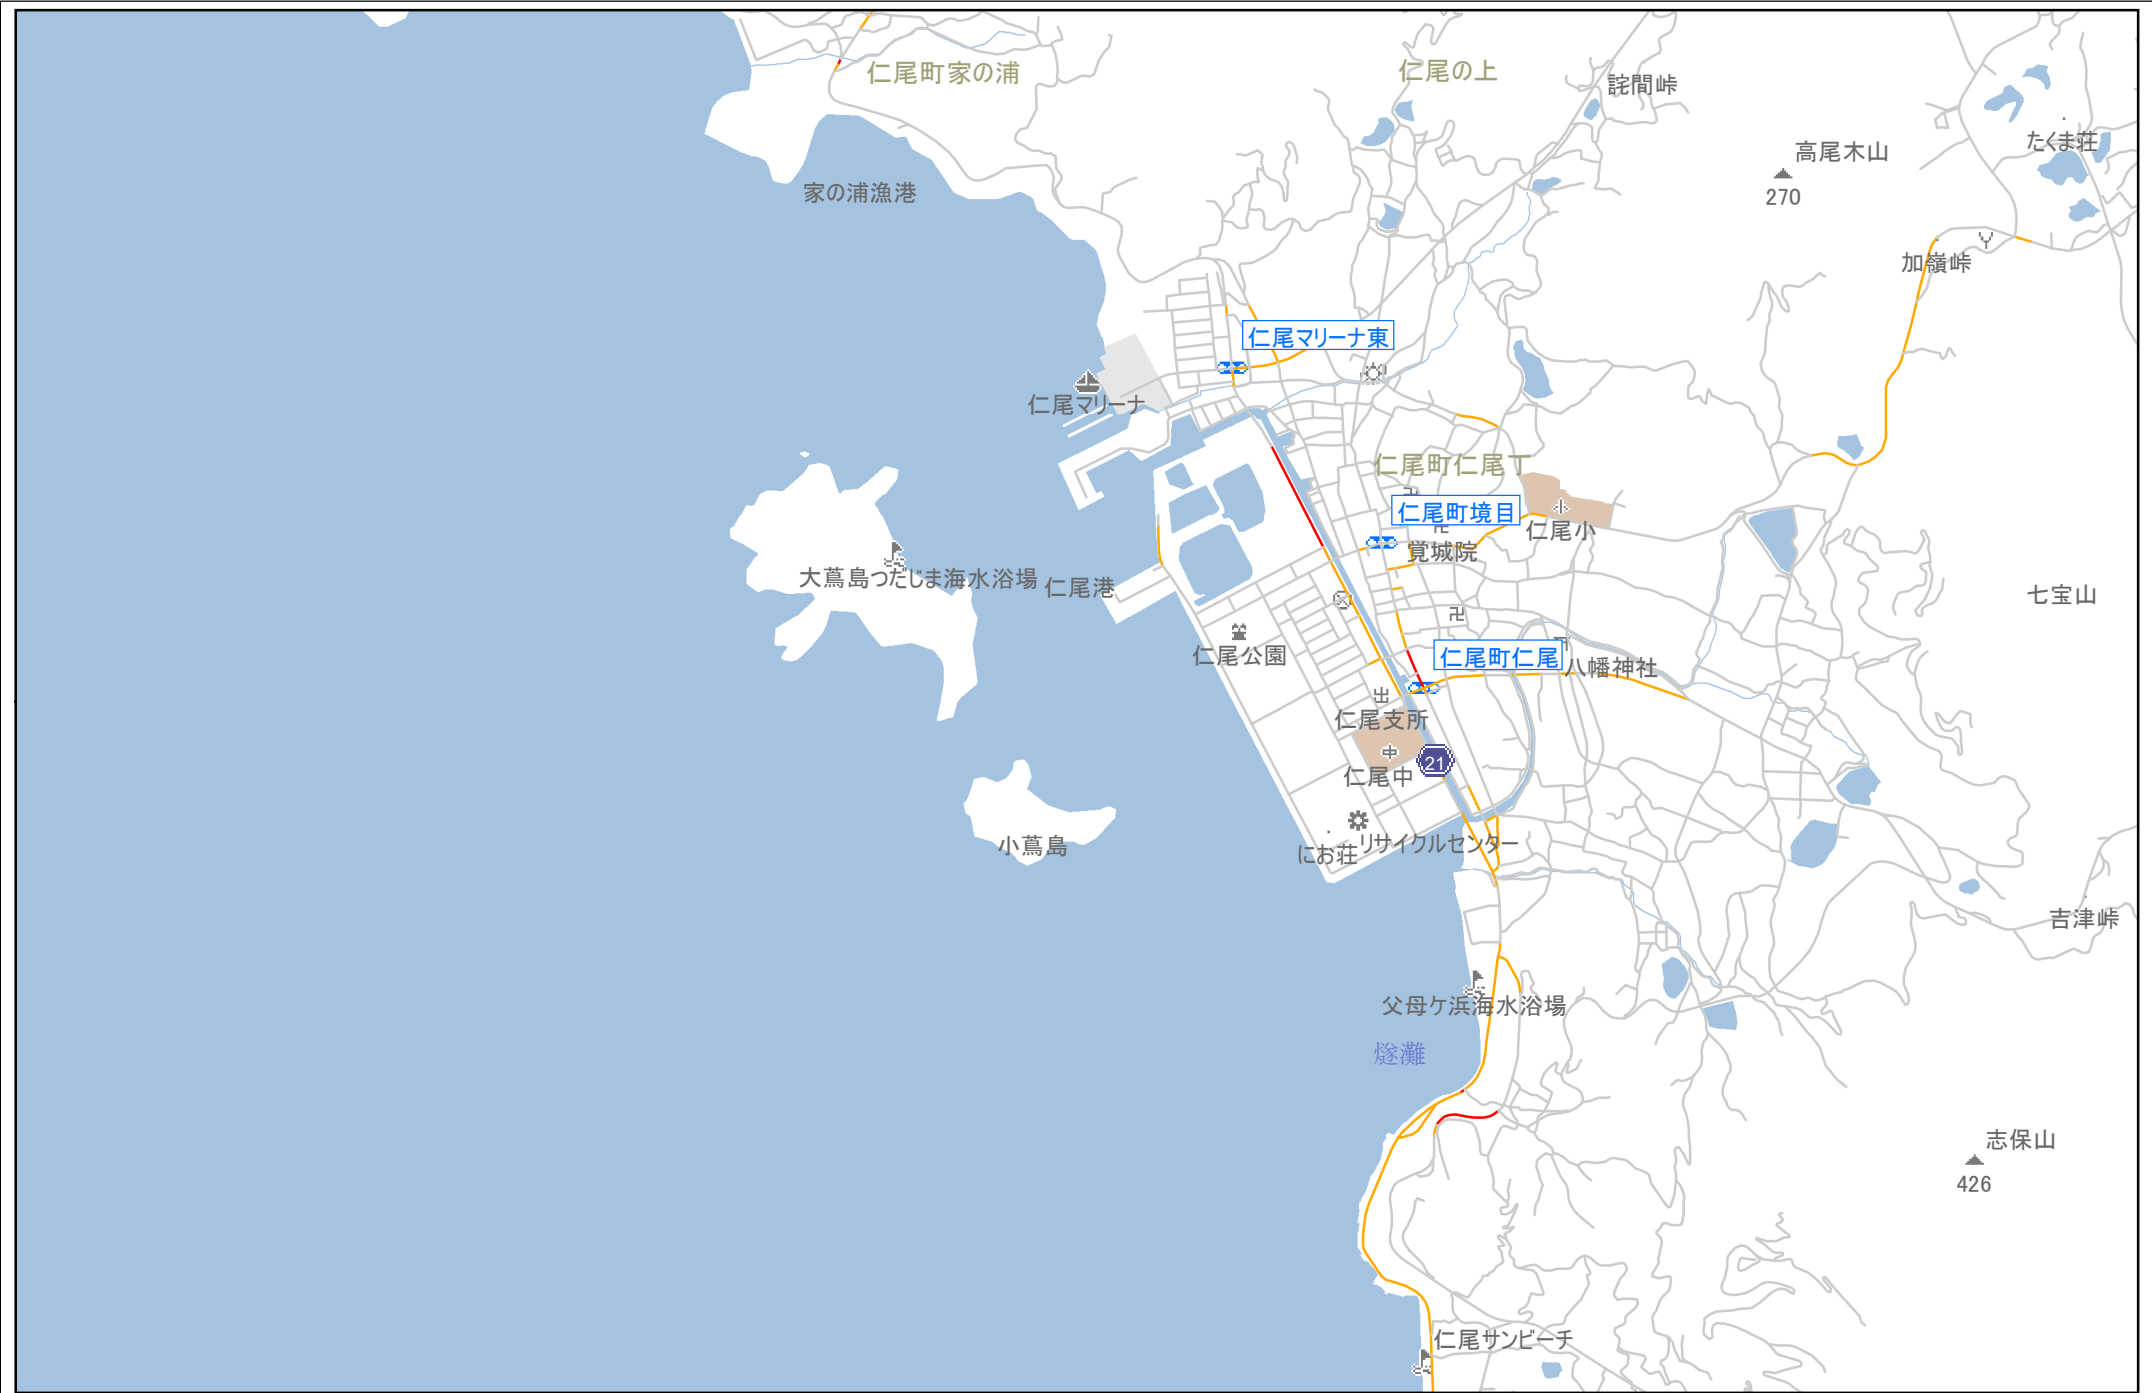 仁尾町家の浦
仁尾の上
詫間峠
たくま荘
高尾木山
270
家の浦漁港
加嶺峠
仁尾マリーナ東
仁尾マリーナ
仁尾町仁尾丁
仁尾町境目
仁尾小
覚城院
大蔦島つたじま海水浴場
仁尾港
七宝山
仁尾公園
仁尾町仁尾
八幡神社
仁尾支所
21
仁尾中
小蔦島
リサイクルセンター
にお荘
吉津峠
父母ヶ浜海水浴場
燧灘
志保山
426
仁尾サンビーチ